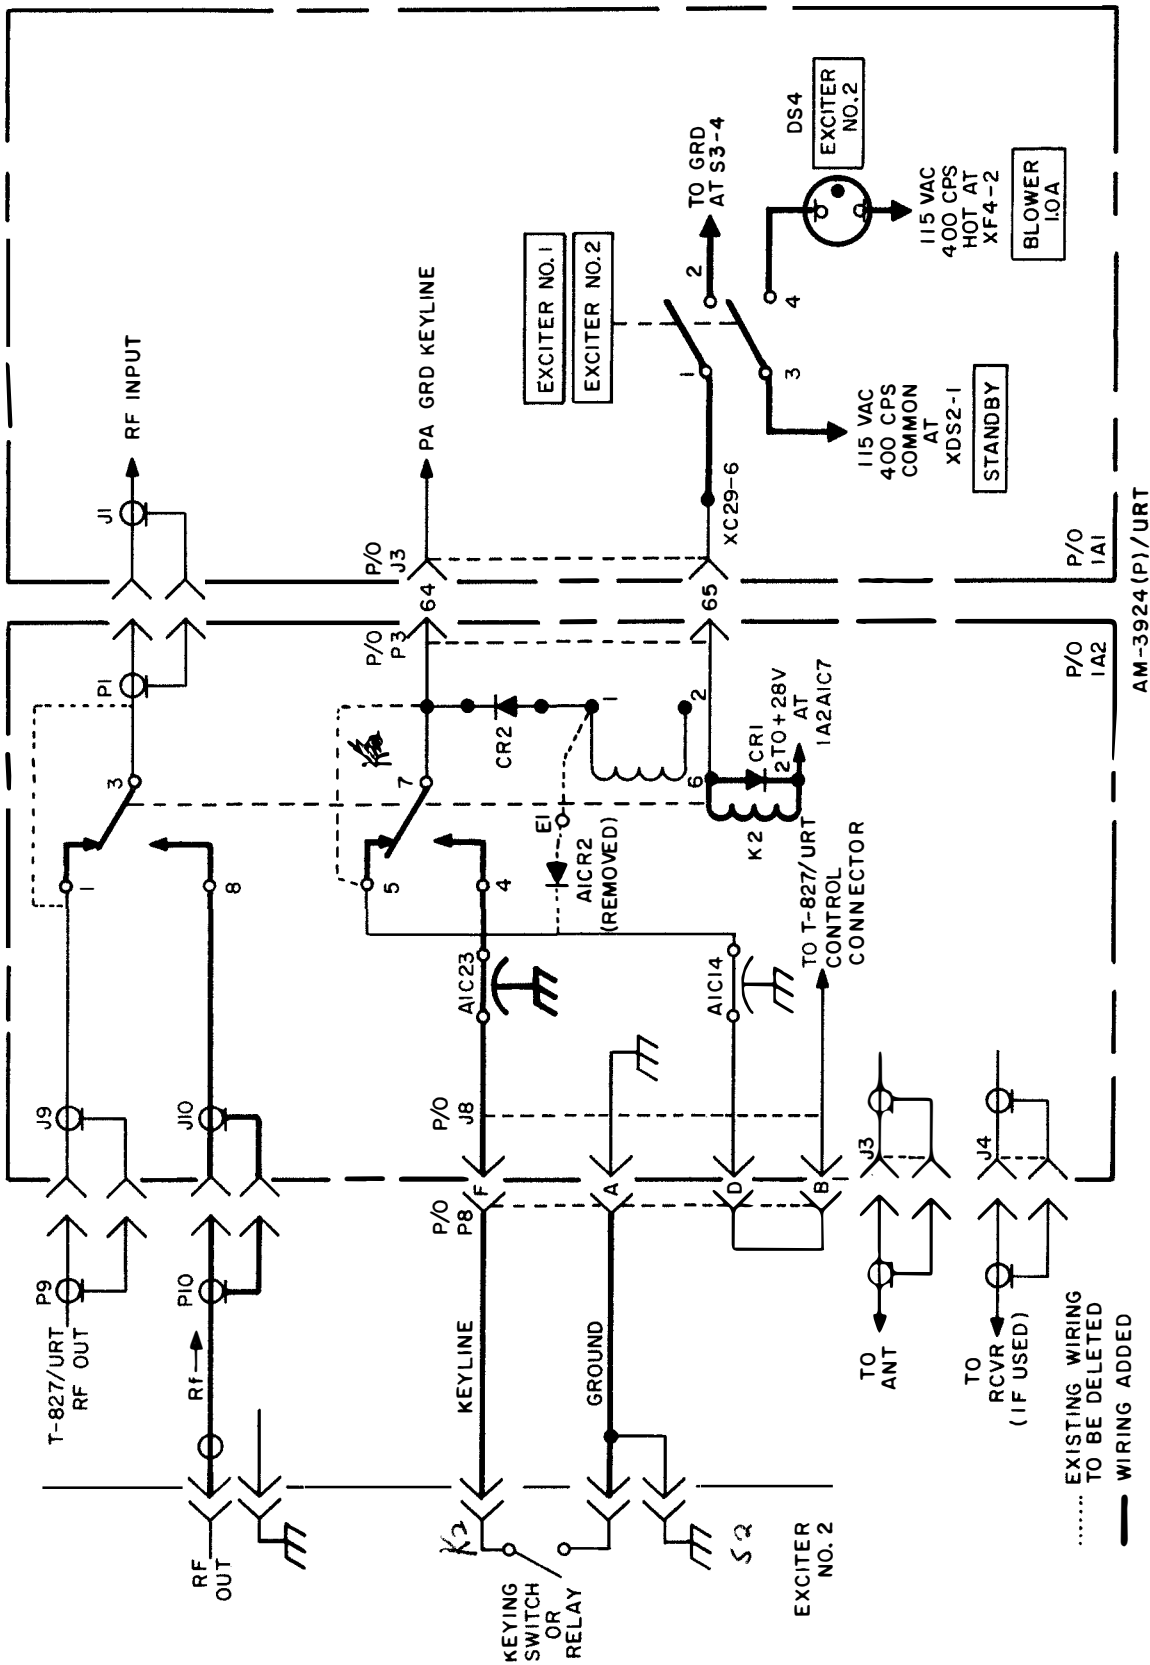 T-827/URT
RF OUT
P9
J9
1
3
P1
J1
RF INPUT
RF
OUT
Rf
P10
J10
8
KEYLINE
P/O
P8
F
P/O
J8
A1C23
4
5
7
P/O
P3
64
P/O
J3
PA GRD KEYLINE
K2
KEYING
SWITCH
OR
RELAY
GROUND
A
E1
A1CR2
(REMOVED)
CR2
1
2
EXCITER NO.1
EXCITER NO.2
S2
EXCITER
NO.2
D
B
A1C14
TO T-827/URT
CONTROL
CONNECTOR
K2
6
CR1
2
TO +28V
AT
1A2A1C7
65
XC29-6
1
2
TO GRD
AT S3-4
3
4
DS4
EXCITER
NO.2
115 VAC
400 CPS
COMMON
AT
XDS2-1
STANDBY
115 VAC
400 CPS
HOT AT
XF4-2
BLOWER
1.0A
TO
ANT
J3
TO
RCVR
(IF USED)
J4
EXISTING WIRING
TO BE DELETED
WIRING ADDED
P/O
1A2
P/O
1A1
AM-3924(P)/URT